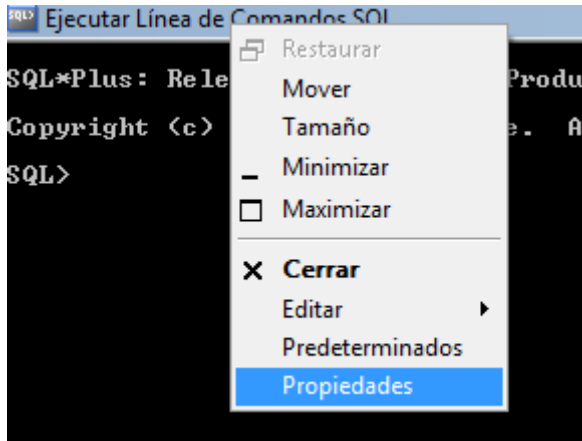 Ejecutar Línea de Comandos SQL
SQL*Plus: Rele
Produ
Copyright (c)
e. A
SQL>
Restaurar
Mover
Tamaño
Minimizar
Maximizar
Cerrar
Editar
Predeterminados
Propiedades